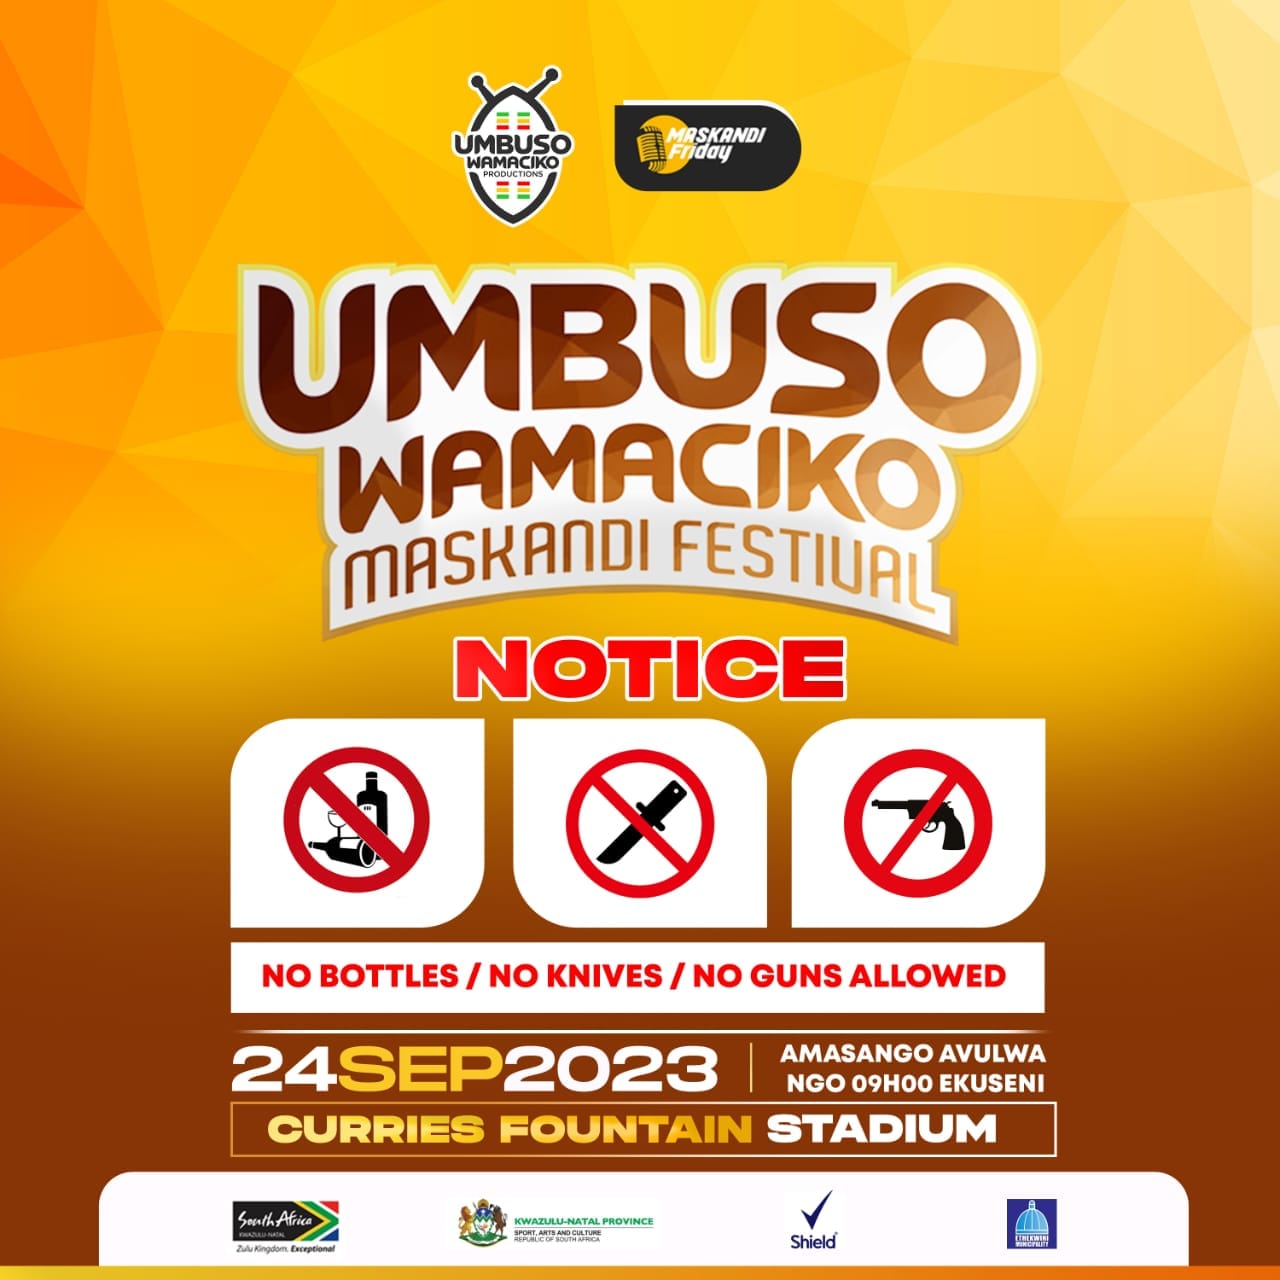 UMBUSO
WAMACIKO
PRODUCTIONS
MASKANDI
Friday
UMBUSO
WAMACIKO
MASKANDI FESTIVAL
NOTICE
NO BOTTLES / NO KNIVES / NO GUNS ALLOWED
24SEP2023
AMASANGO AVULWA
NGO 09H00 EKUSENI
CURRIES FOUNTAIN STADIUM
South Africa
KWAZULU-NATAL
Zulu Kingdom. Exceptional
KWAZULU-NATAL PROVINCE
SPORT, ARTS AND CULTURE
REPUBLIC OF SOUTH AFRICA
Shield
ETHEKWINI
MUNICIPALITY